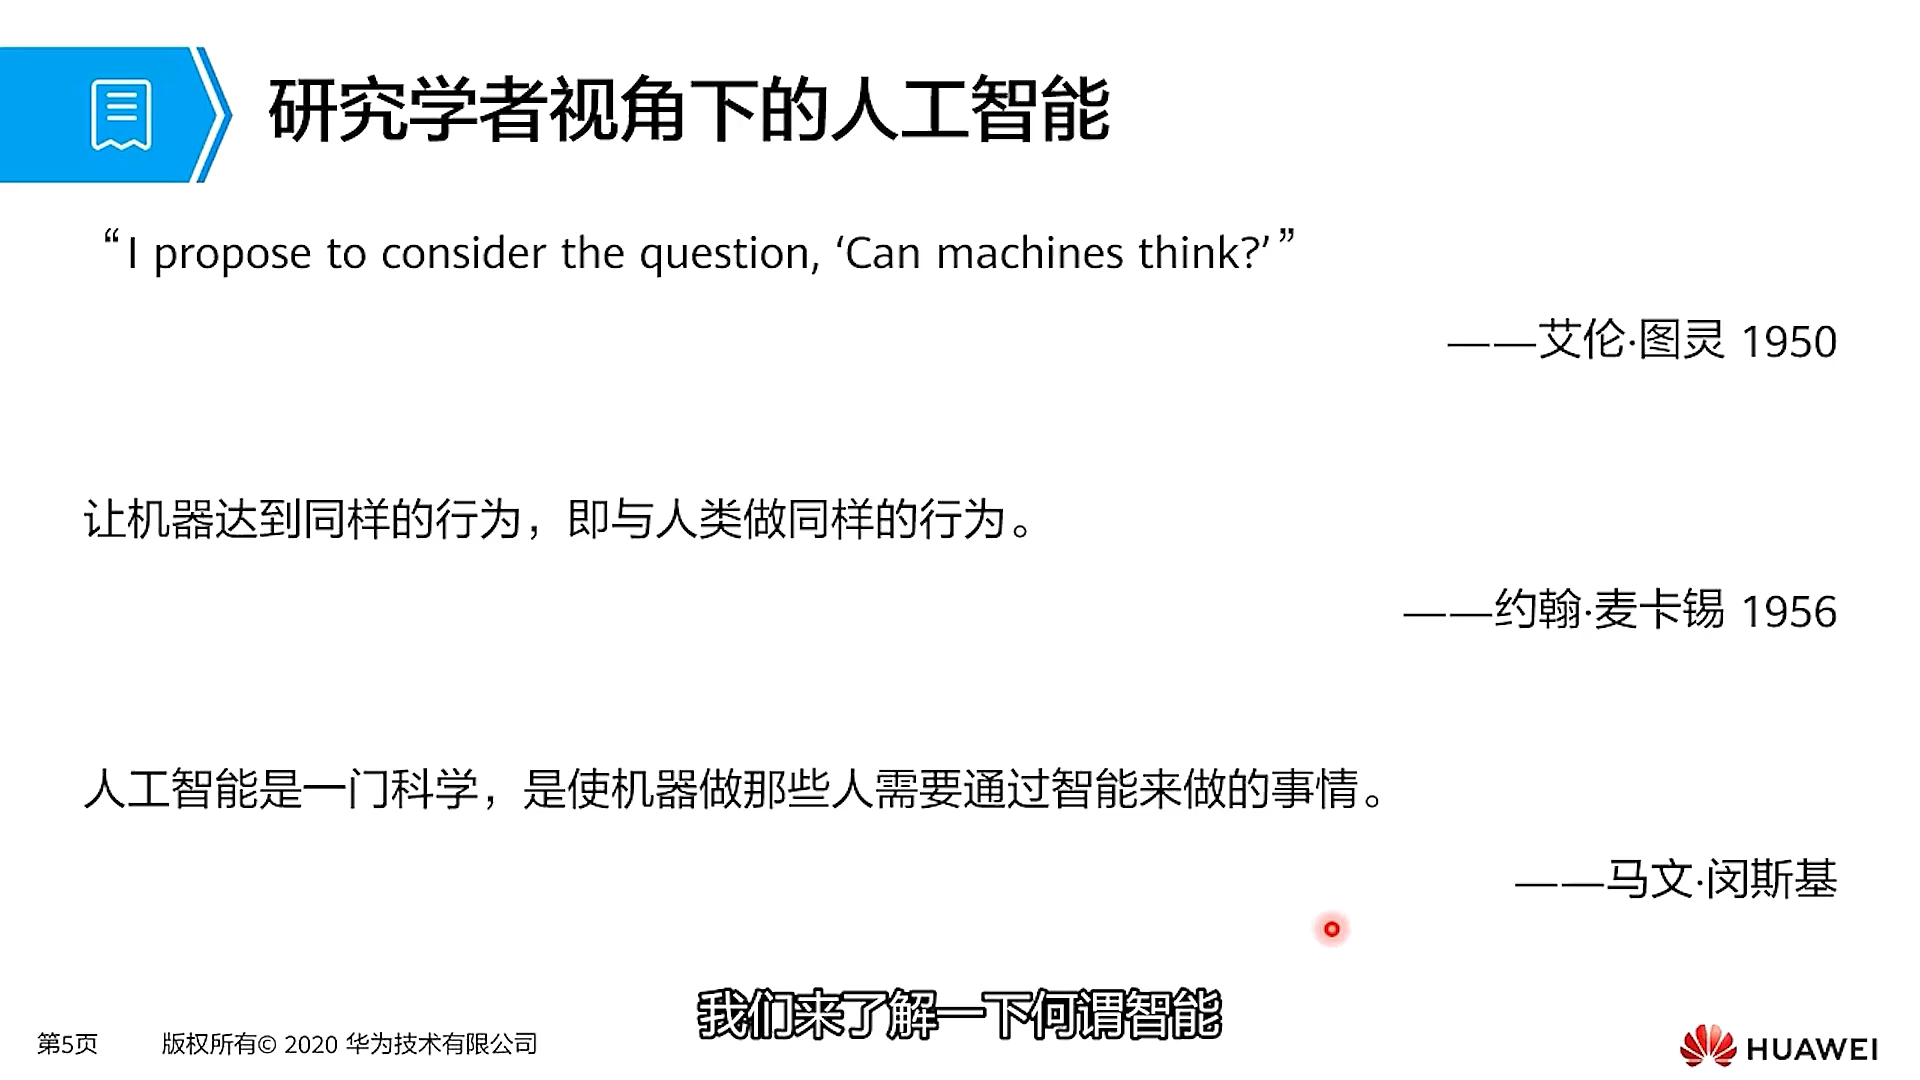 研究学者视角下的人工智能
“I propose to consider the question, ‘Can machines think?’”
——艾伦·图灵 1950
让机器达到同样的行为，即与人类做同样的行为。
——约翰·麦卡锡 1956
人工智能是一门科学，是使机器做那些人需要通过智能来做的事情。
——马文·闵斯基
我们来了解一下何谓智能
第5页 版权所有© 2020 华为技术有限公司
HUAWEI